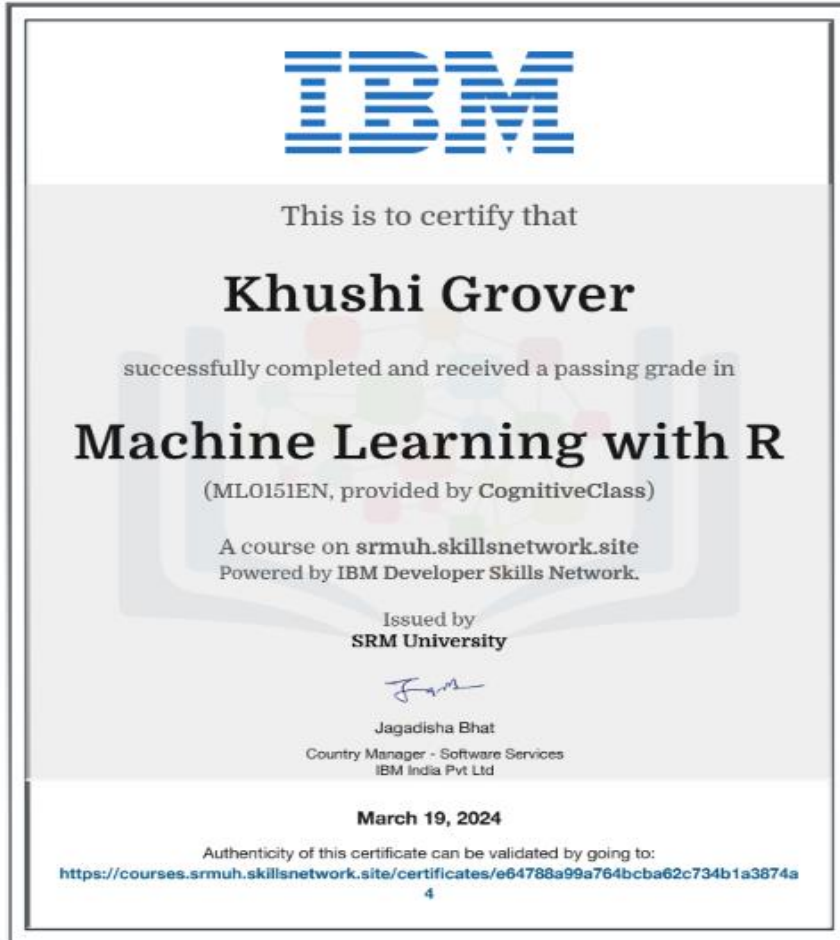 IBM
This is to certify that
Khushi Grover
successfully completed and received a passing grade in
Machine Learning with R
(ML0151EN, provided by CognitiveClass)
A course on srmuh.skillsnetwork.site
Powered by IBM Developer Skills Network.
Issued by
SRM University
Jagadisha Bhat
Country Manager - Software Services
IBM India Pvt Ltd
March 19, 2024
Authenticity of this certificate can be validated by going to:
https://courses.srmuh.skillsnetwork.site/certificates/e64788a99a764bcba62c734b1a3874a
4